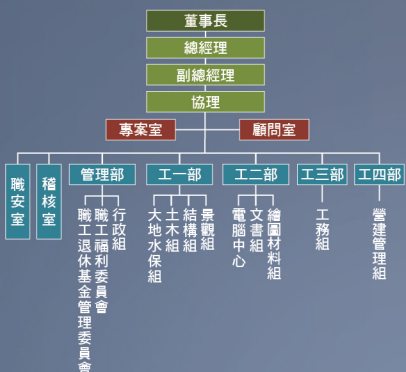 董事長
總經理
副總經理
協理
專案室
顧問室
職安室
稽核室
管理部
工一部
工二部
工三部
工四部
職工退休基金管理委員會
職工福利委員會
行政組
大地水保組
土木組
結構組
景觀組
電腦中心
文書組
繪圖材料組
工務組
營建管理組